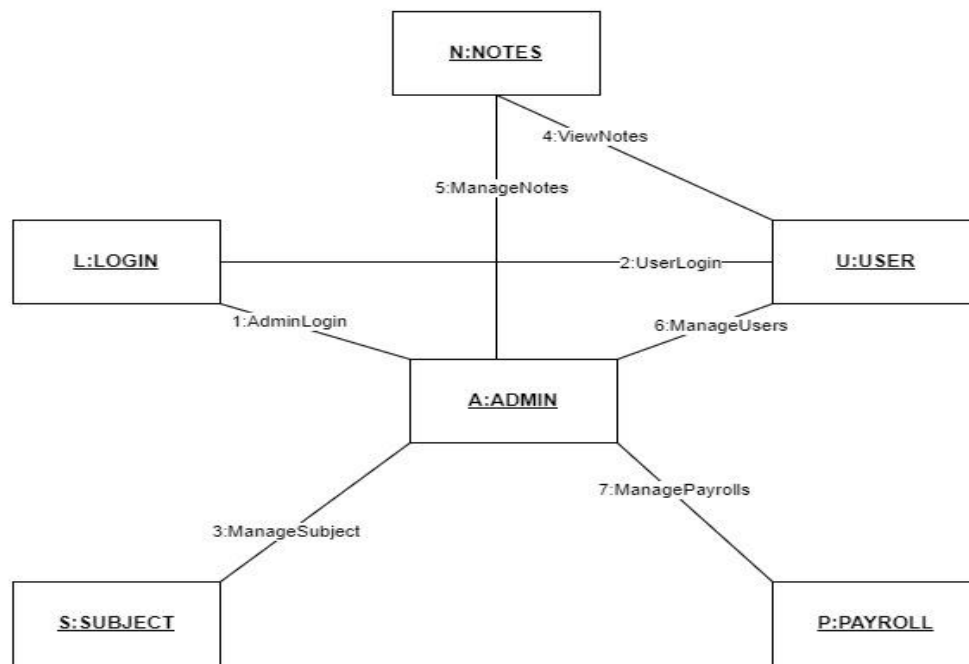 N:NOTES
4:ViewNotes
5:ManageNotes
L:LOGIN
2:UserLogin
U:USER
1:AdminLogin
6:ManageUsers
A:ADMIN
7:ManagePayrolls
3:ManageSubject
S:SUBJECT
P:PAYROLL